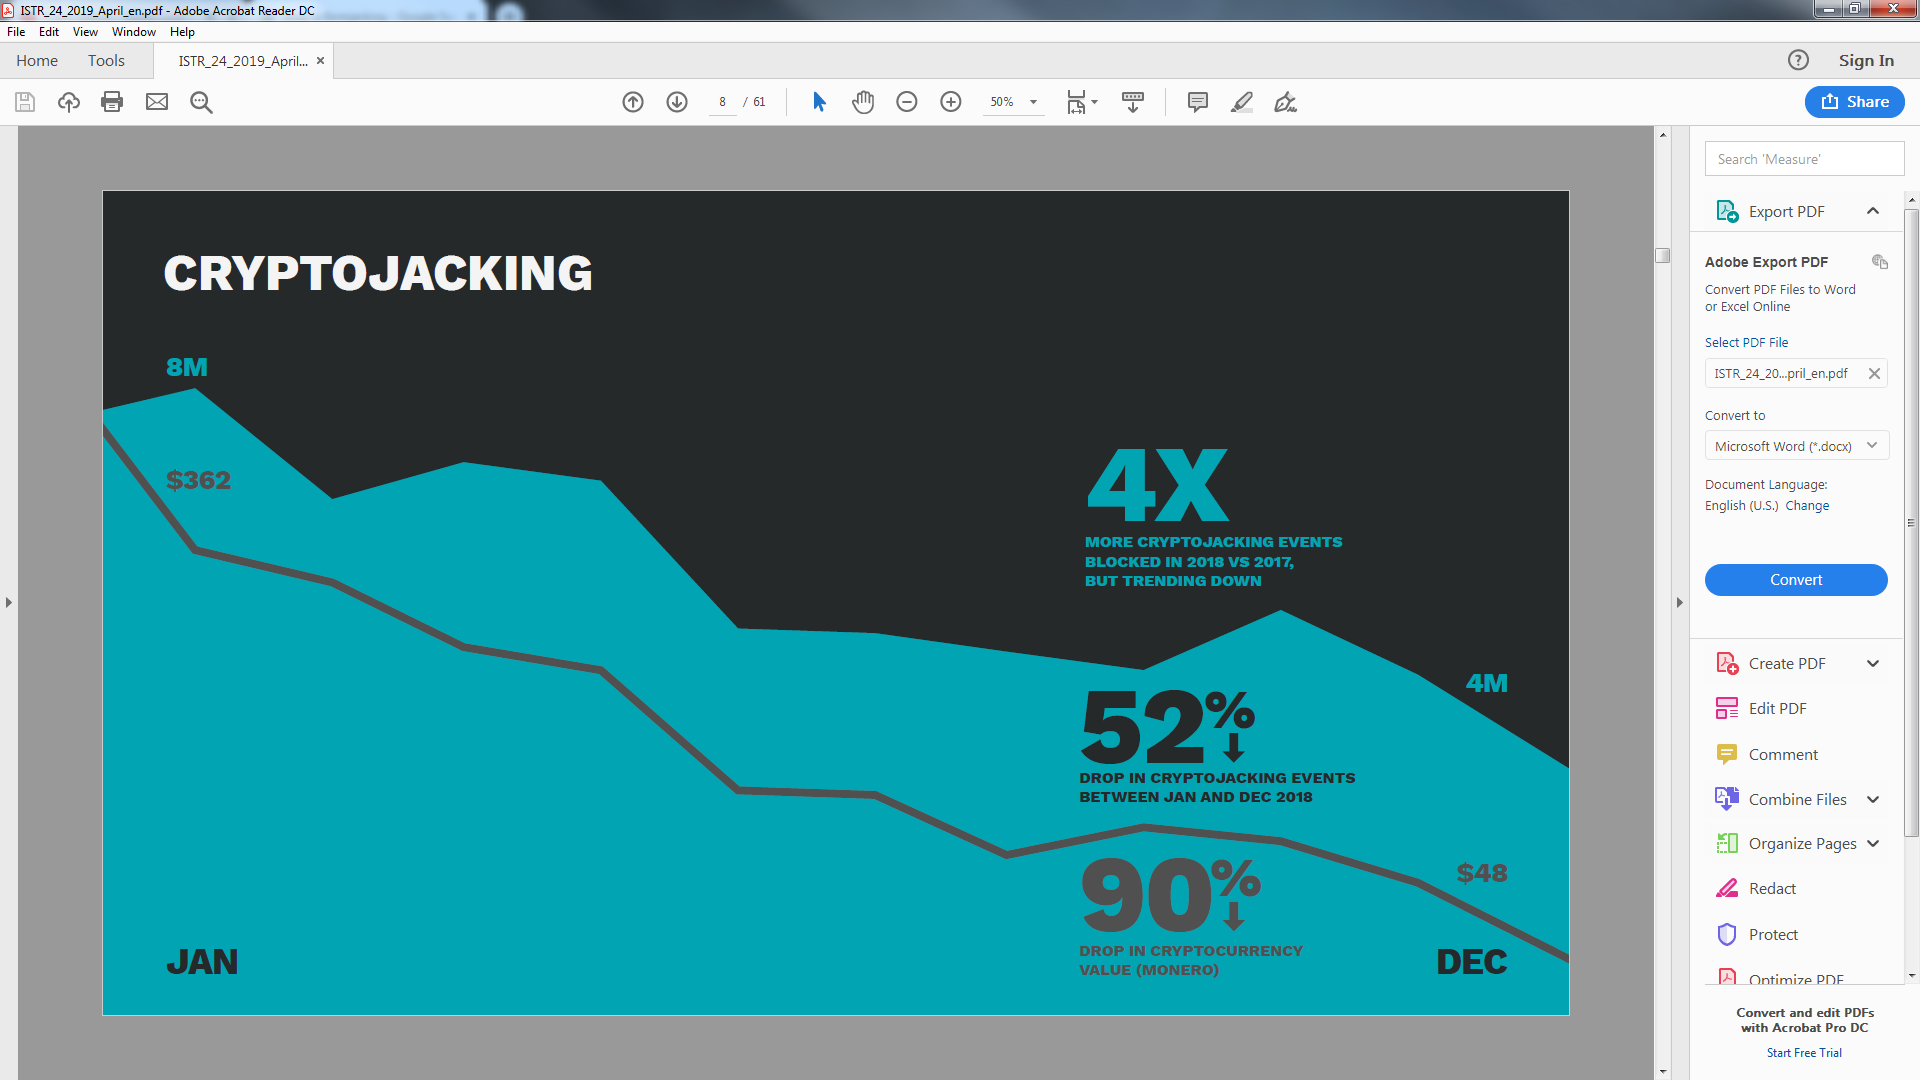 ISTR_24_2019_April_en.pdf - Adobe Acrobat Reader DC
File Edit View Window Help
Home Tools ISTR_24_2019_April... ×
Sign In
8 / 61
50%
Share
CRYPTOJACKING
8M
$362
4X
MORE CRYPTOJACKING EVENTS
BLOCKED IN 2018 VS 2017,
BUT TRENDING DOWN
4M
52%
DROP IN CRYPTOJACKING EVENTS
BETWEEN JAN AND DEC 2018
$48
90%
DROP IN CRYPTOCURRENCY
VALUE (MONERO)
JAN
DEC
Search 'Measure'
Export PDF
Adobe Export PDF
Convert PDF Files to Word
or Excel Online
Select PDF File
ISTR_24_20...pril_en.pdf
Convert to
Microsoft Word (*.docx)
Document Language:
English (U.S.) Change
Convert
Create PDF
Edit PDF
Comment
Combine Files
Organize Pages
Redact
Protect
Optimize PDF
Convert and edit PDFs
with Acrobat Pro DC
Start Free Trial